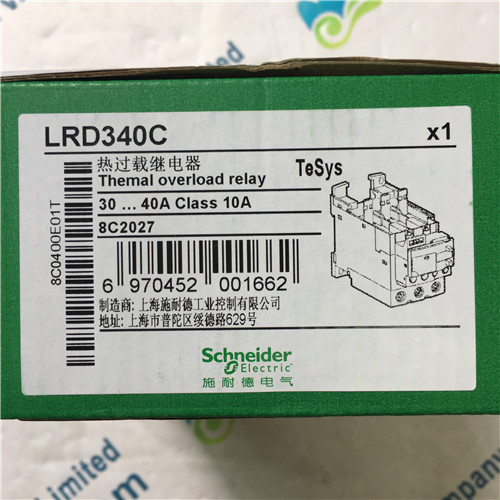 LRD340C x1
热过载继电器
Themal overload relay
TeSys
30 ... 40A Class 10A
8C2027
8C0400E01T
6 970452 001662
制造商: 上海施耐德工业控制有限公司
地址: 上海市普陀区绥德路629号
Schneider
Electric
施耐德电气
Limited